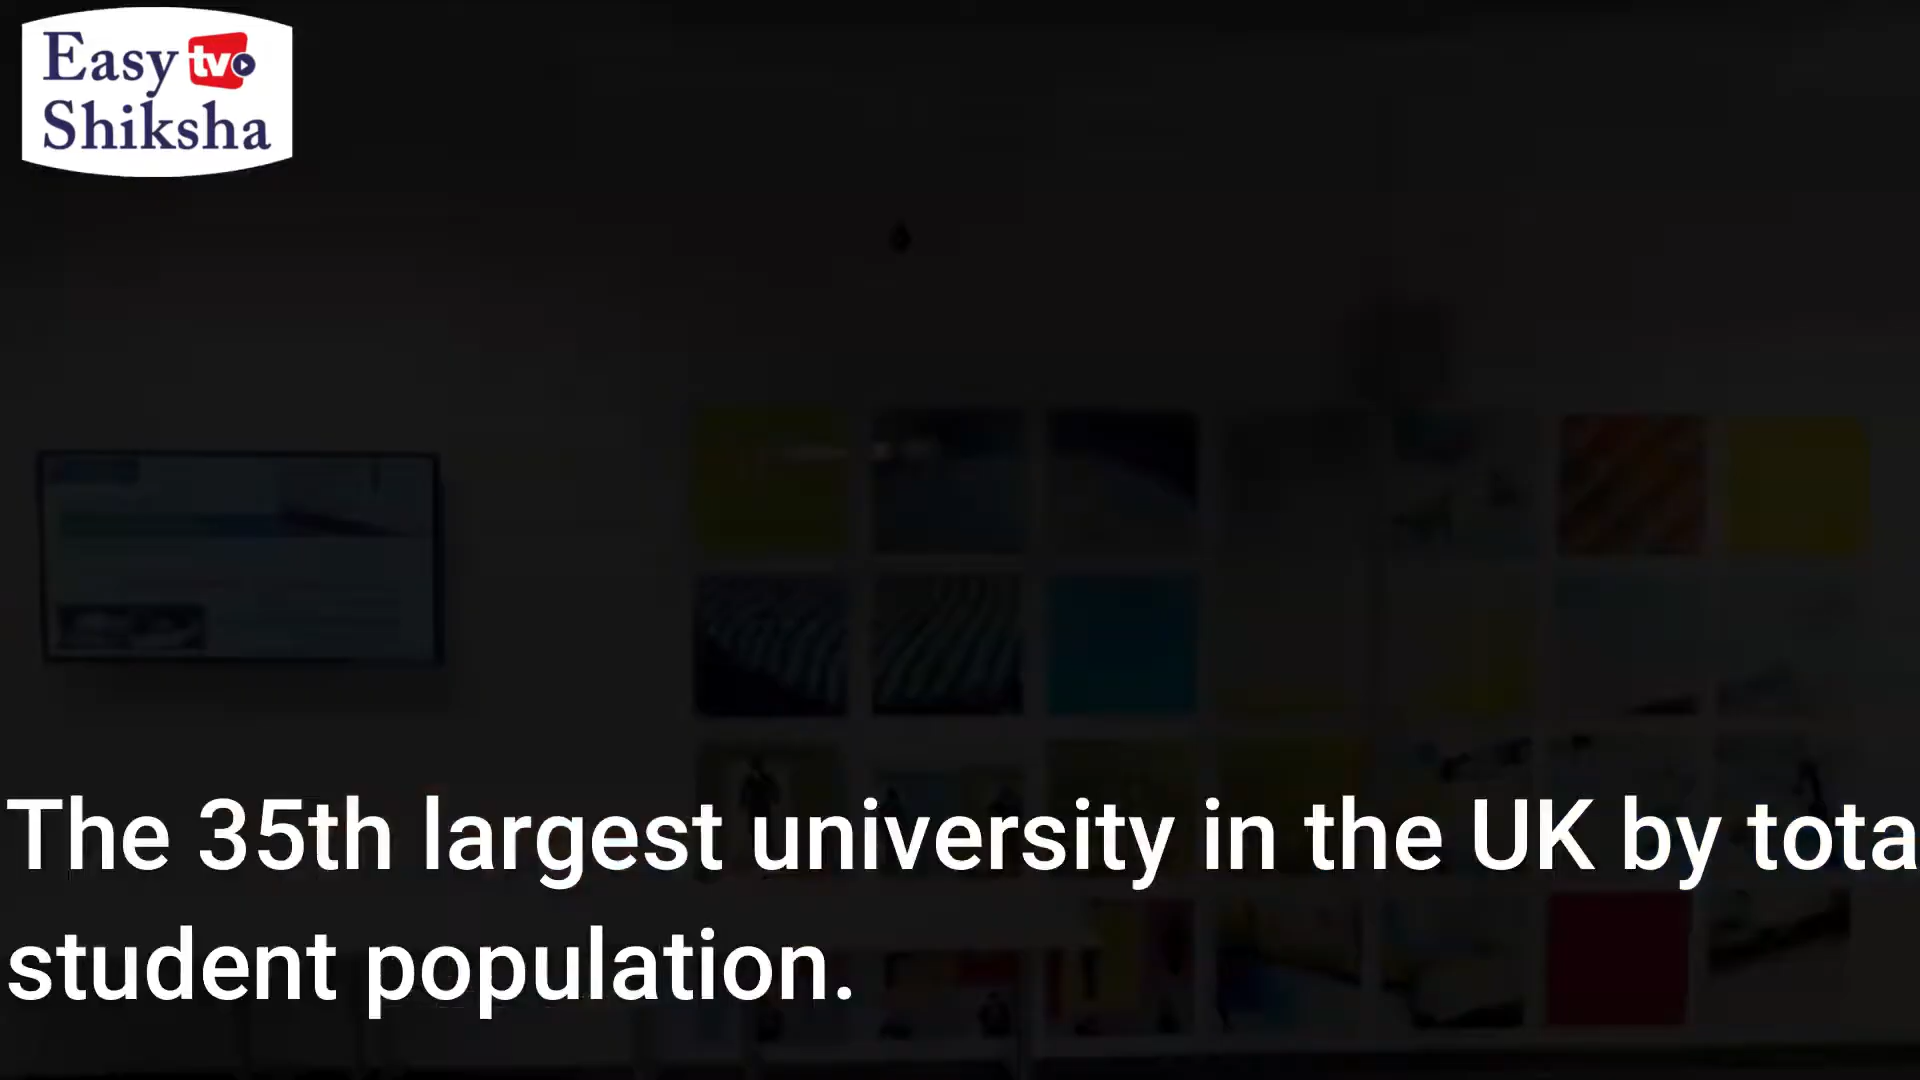 Easy tv
Shiksha
The 35th largest university in the UK by tota
student population.